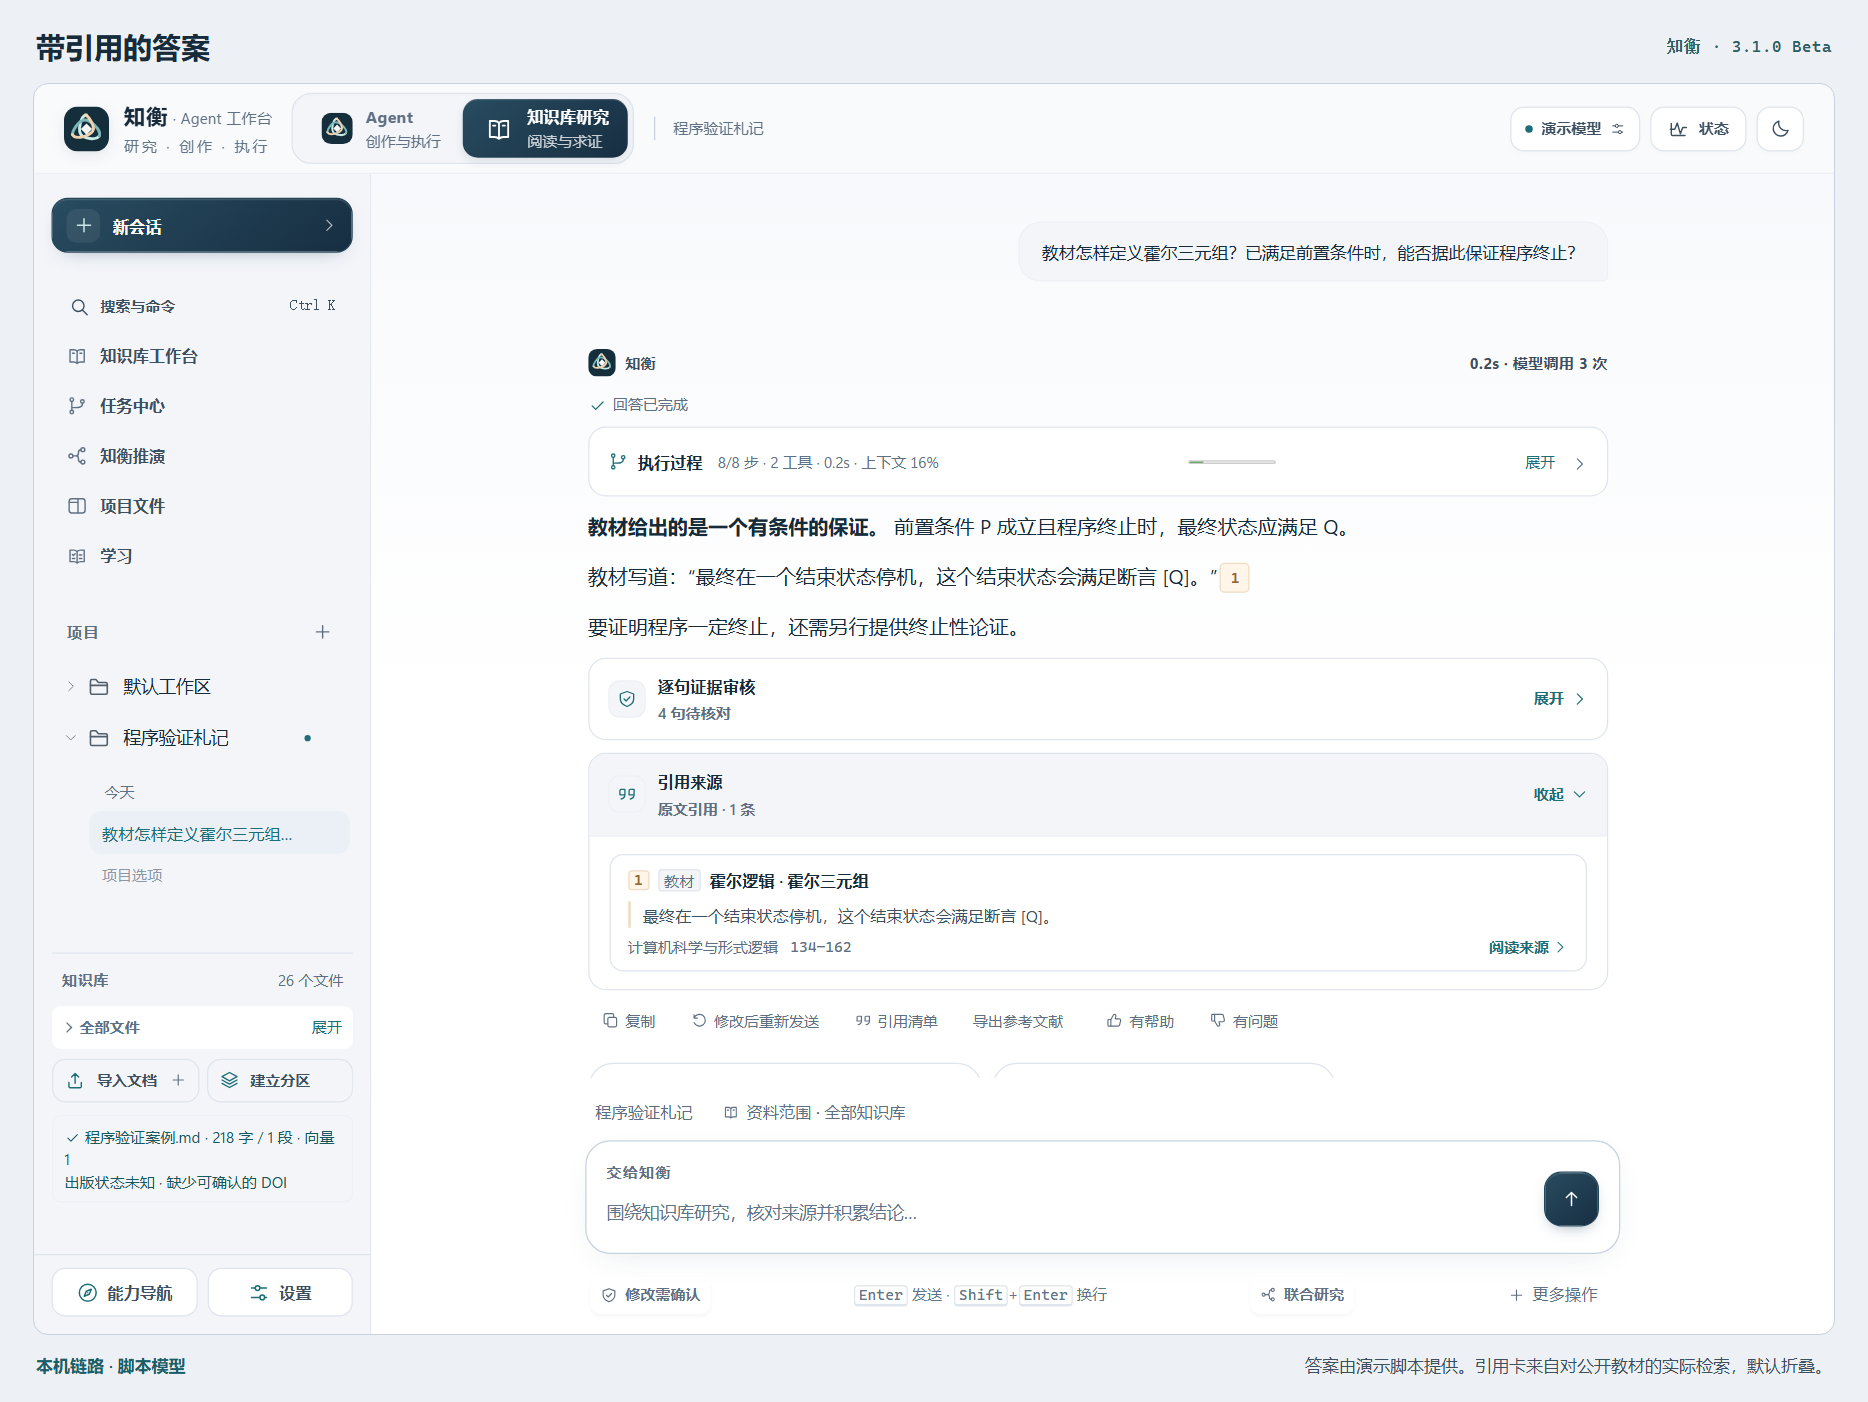 带引用的答案
知衡 · 3.1.0 Beta
知衡 · Agent 工作台
研究 · 创作 · 执行
Agent
创作与执行
知识库研究
阅读与求证
程序验证札记
演示模型
状态
新会话
搜索与命令 Ctrl K
知识库工作台
任务中心
知衡推演
项目文件
学习
项目
默认工作区
程序验证札记
今天
教材怎样定义霍尔三元组...
项目选项
知识库 26 个文件
全部文件 展开
导入文档
建立分区
程序验证案例.md · 218 字 / 1 段 · 向量
1
出版状态未知 · 缺少可确认的 DOI
能力导航
设置
教材怎样定义霍尔三元组？已满足前置条件时，能否据此保证程序终止？
知衡
0.2s · 模型调用 3 次
回答已完成
执行过程 8/8 步 · 2 工具 · 0.2s · 上下文 16% 展开
教材给出的是一个有条件的保证。 前置条件 P 成立且程序终止时，最终状态应满足 Q。
教材写道：“最终在一个结束状态停机，这个结束状态会满足断言 [Q]。” 1
要证明程序一定终止，还需另行提供终止性论证。
逐句证据审核
4 句待核对
展开
引用来源
原文引用 · 1 条
收起
1 教材 霍尔逻辑 · 霍尔三元组
最终在一个结束状态停机，这个结束状态会满足断言 [Q]。
计算机科学与形式逻辑 134–162
阅读来源
复制 修改后重新发送 引用清单 导出参考文献 有帮助 有问题
程序验证札记 资料范围 · 全部知识库
交给知衡
围绕知识库研究，核对来源并积累结论...
修改需确认
Enter 发送 · Shift + Enter 换行
联合研究
更多操作
本机链路 · 脚本模型
答案由演示脚本提供。引用卡来自对公开教材的实际检索，默认折叠。